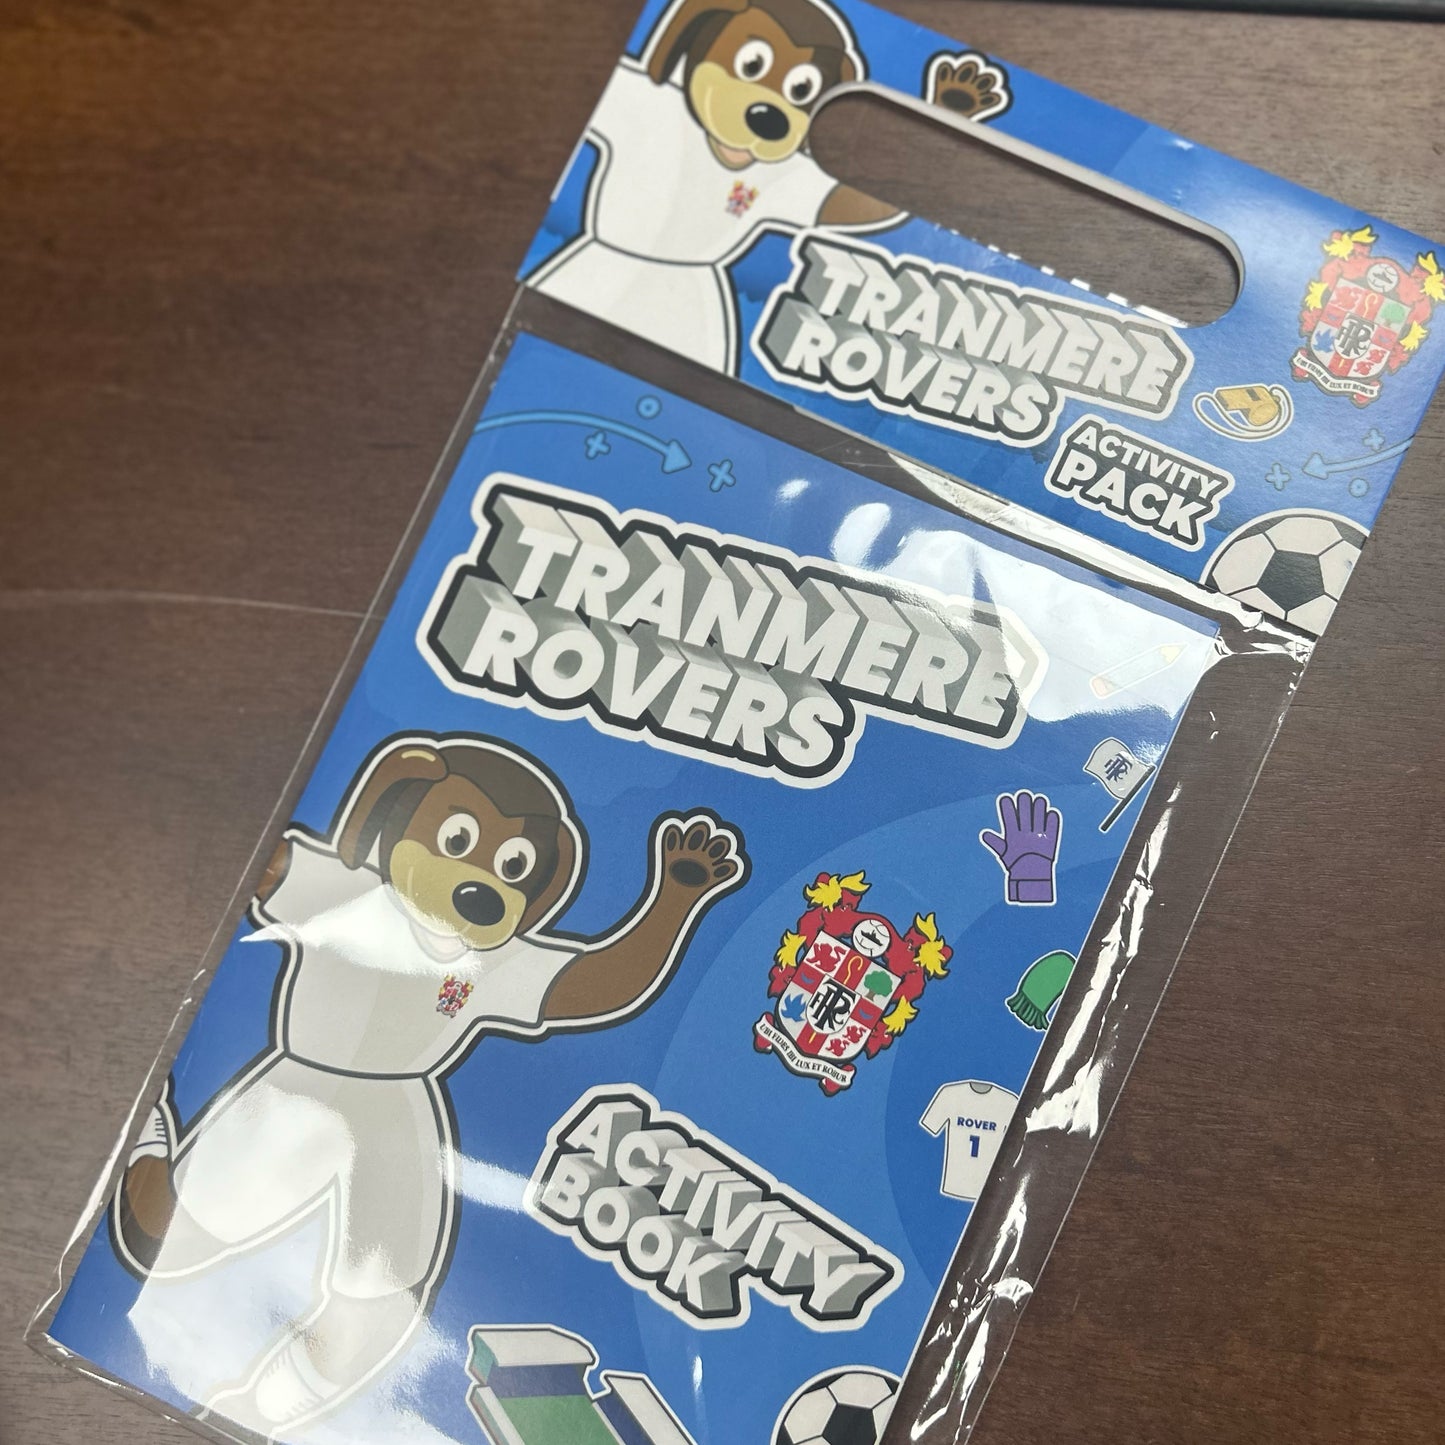 TRANMERE
ROVERS
ACTIVITY
PACK
TRANMERE
ROVERS
ROVER
1
ACTIVITY
BOOK